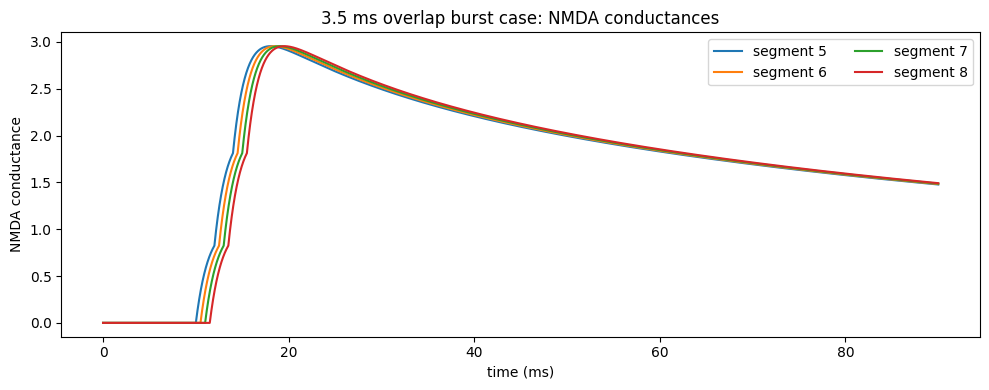 3.5 ms overlap burst case: NMDA conductances
segment 5 segment 7
segment 6 segment 8
NMDA conductance
3.0
2.5
2.0
1.5
1.0
0.5
0.0
0 20 40 60 80
time (ms)